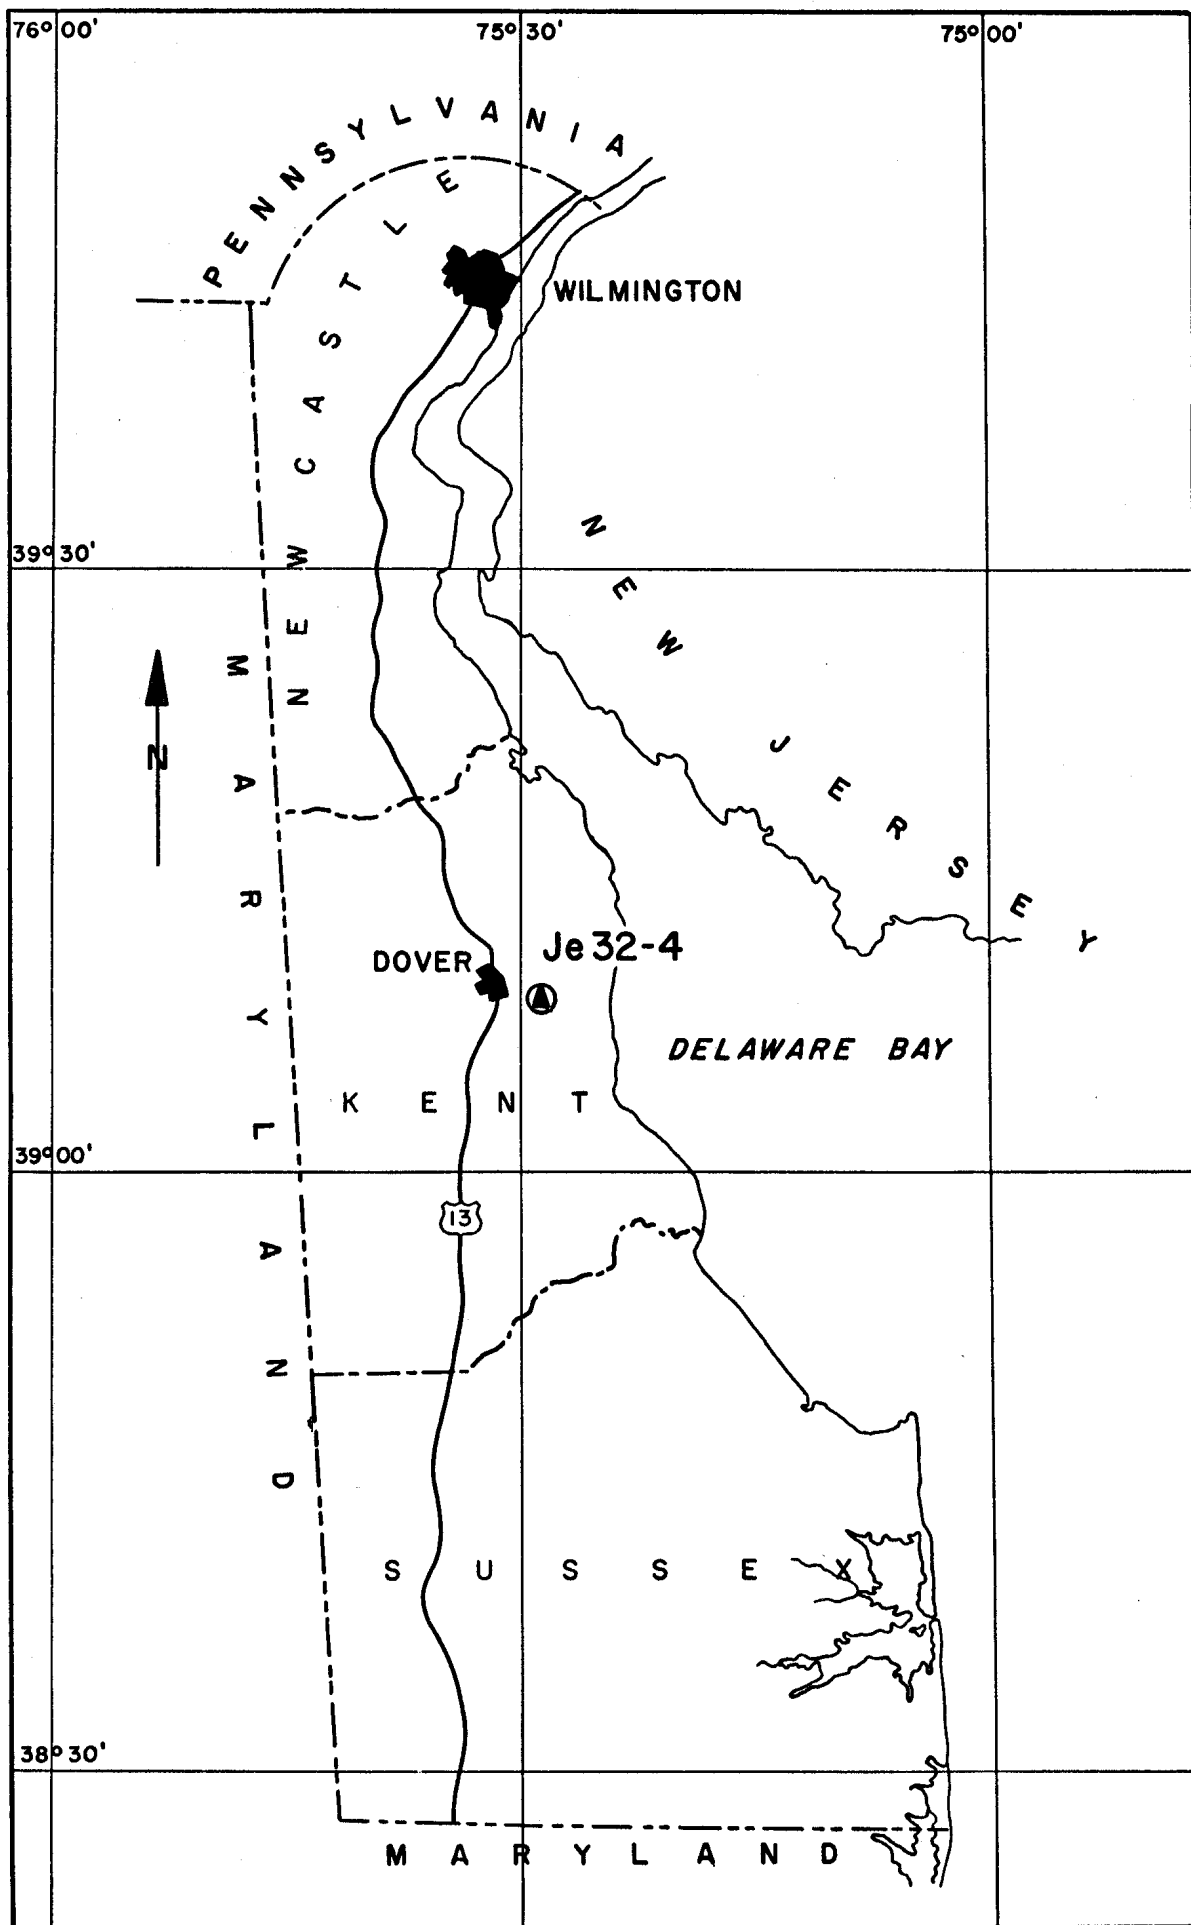 76°00' 75°30' 75°00'
PENNSYLVANIA
NEW CASTLE
WILMINGTON
39°30'
NEW JERSEY
MARYLAND
N
Je 32-4
DOVER
DELAWARE BAY
KENT
39°00'
13
SUSSEX
38°30'
MARYLAND